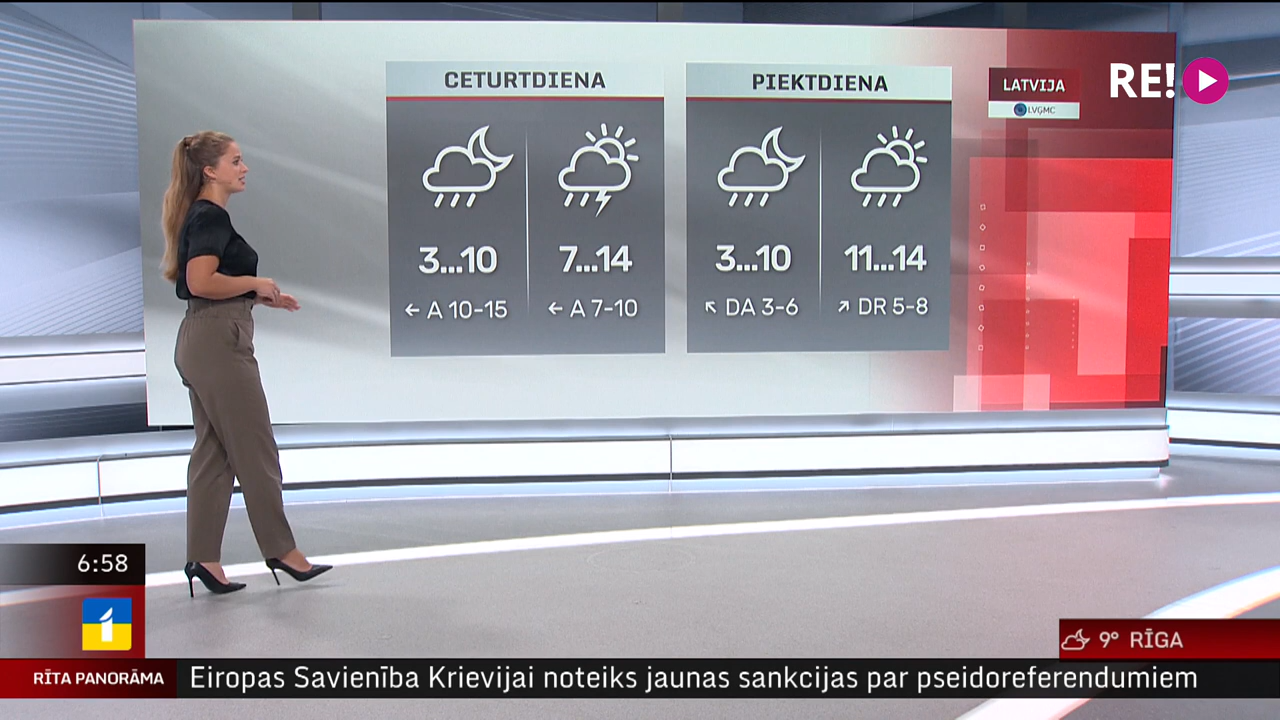 RE!
CETURTDIENA
PIEKTDIENA
LATVIJA
LVĢMC
3...10
7...14
3...10
11...14
← A 10-15
← A 7-10
↖ DA 3-6
↗ DR 5-8
6:58
1
9° RĪGA
RĪTA PANORĀMA
Eiropas Savienība Krievijai noteiks jaunas sankcijas par pseidoreferendumiem